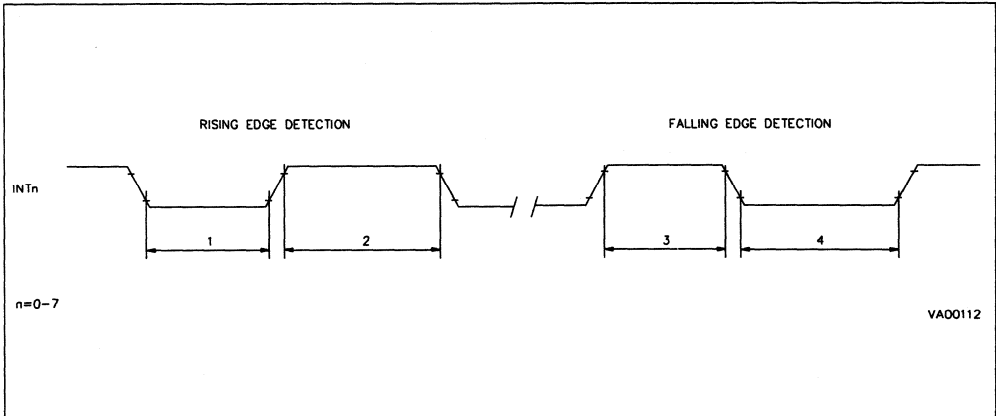 RISING EDGE DETECTION
FALLING EDGE DETECTION
INTn
1
2
3
4
n=0-7
VA00112